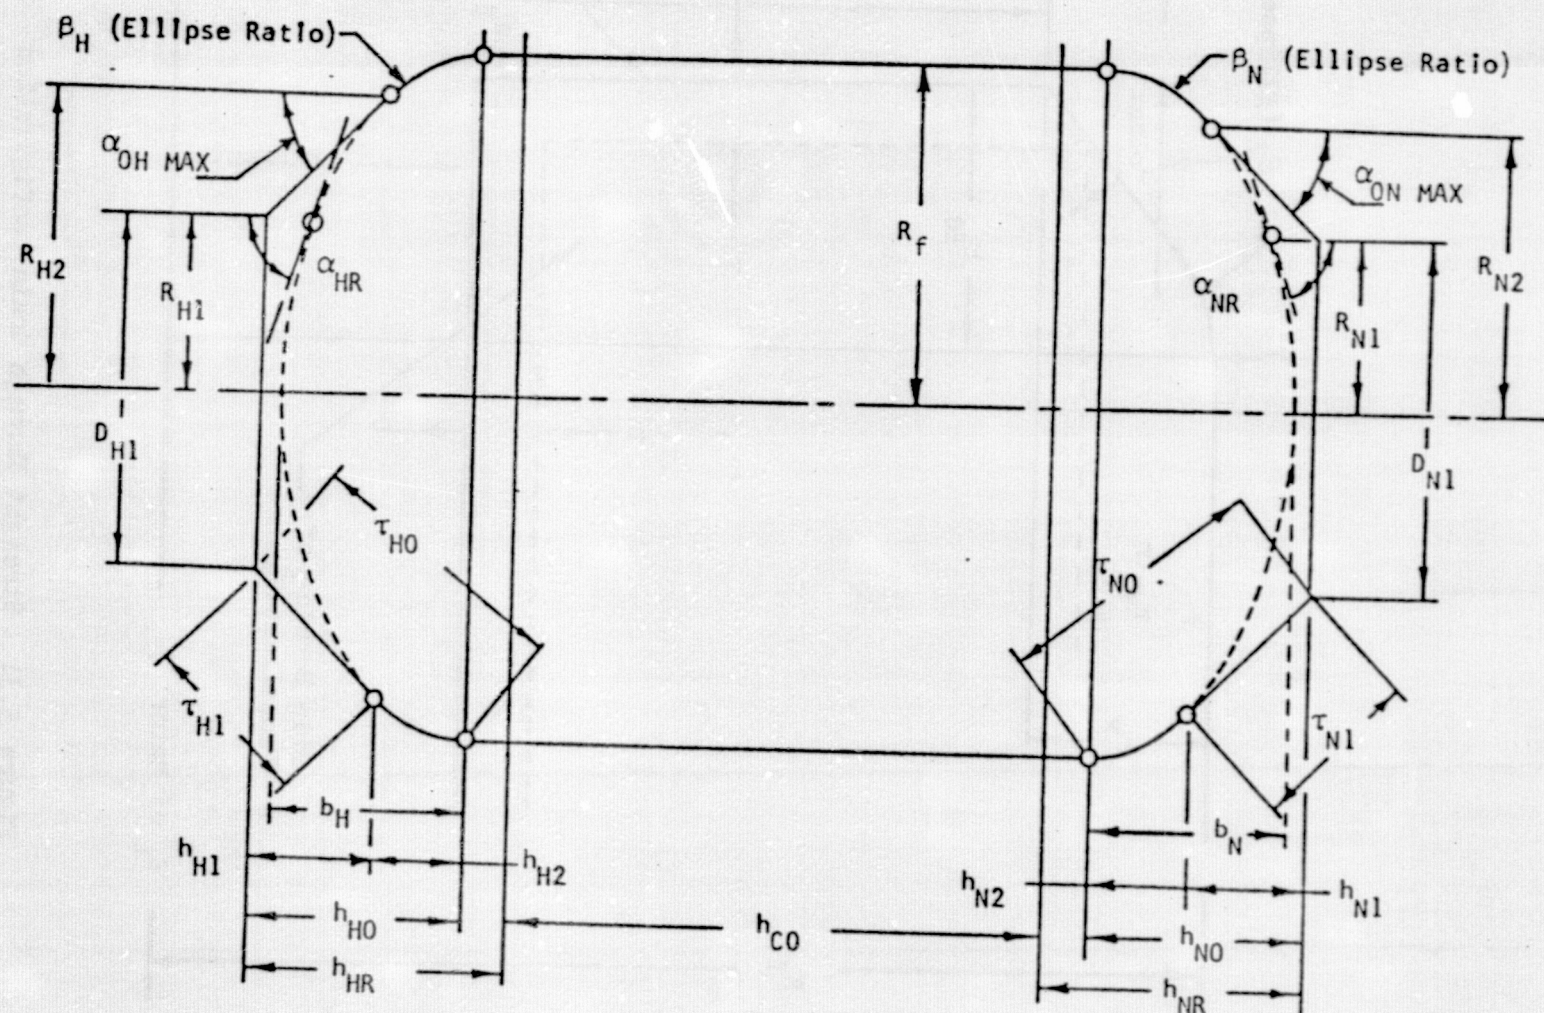 β_H (Ellipse Ratio)
β_N (Ellipse Ratio)
α_OH MAX
α_ON MAX
R_H2
R_H1
α_HR
R_f
α_NR
R_N1
R_N2
D_H1
D_N1
τ_HO
τ_NO
τ_H1
τ_N1
b_H
b_N
h_H1
h_H2
h_N2
h_N1
h_HO
h_CO
h_NO
h_HR
h_NR